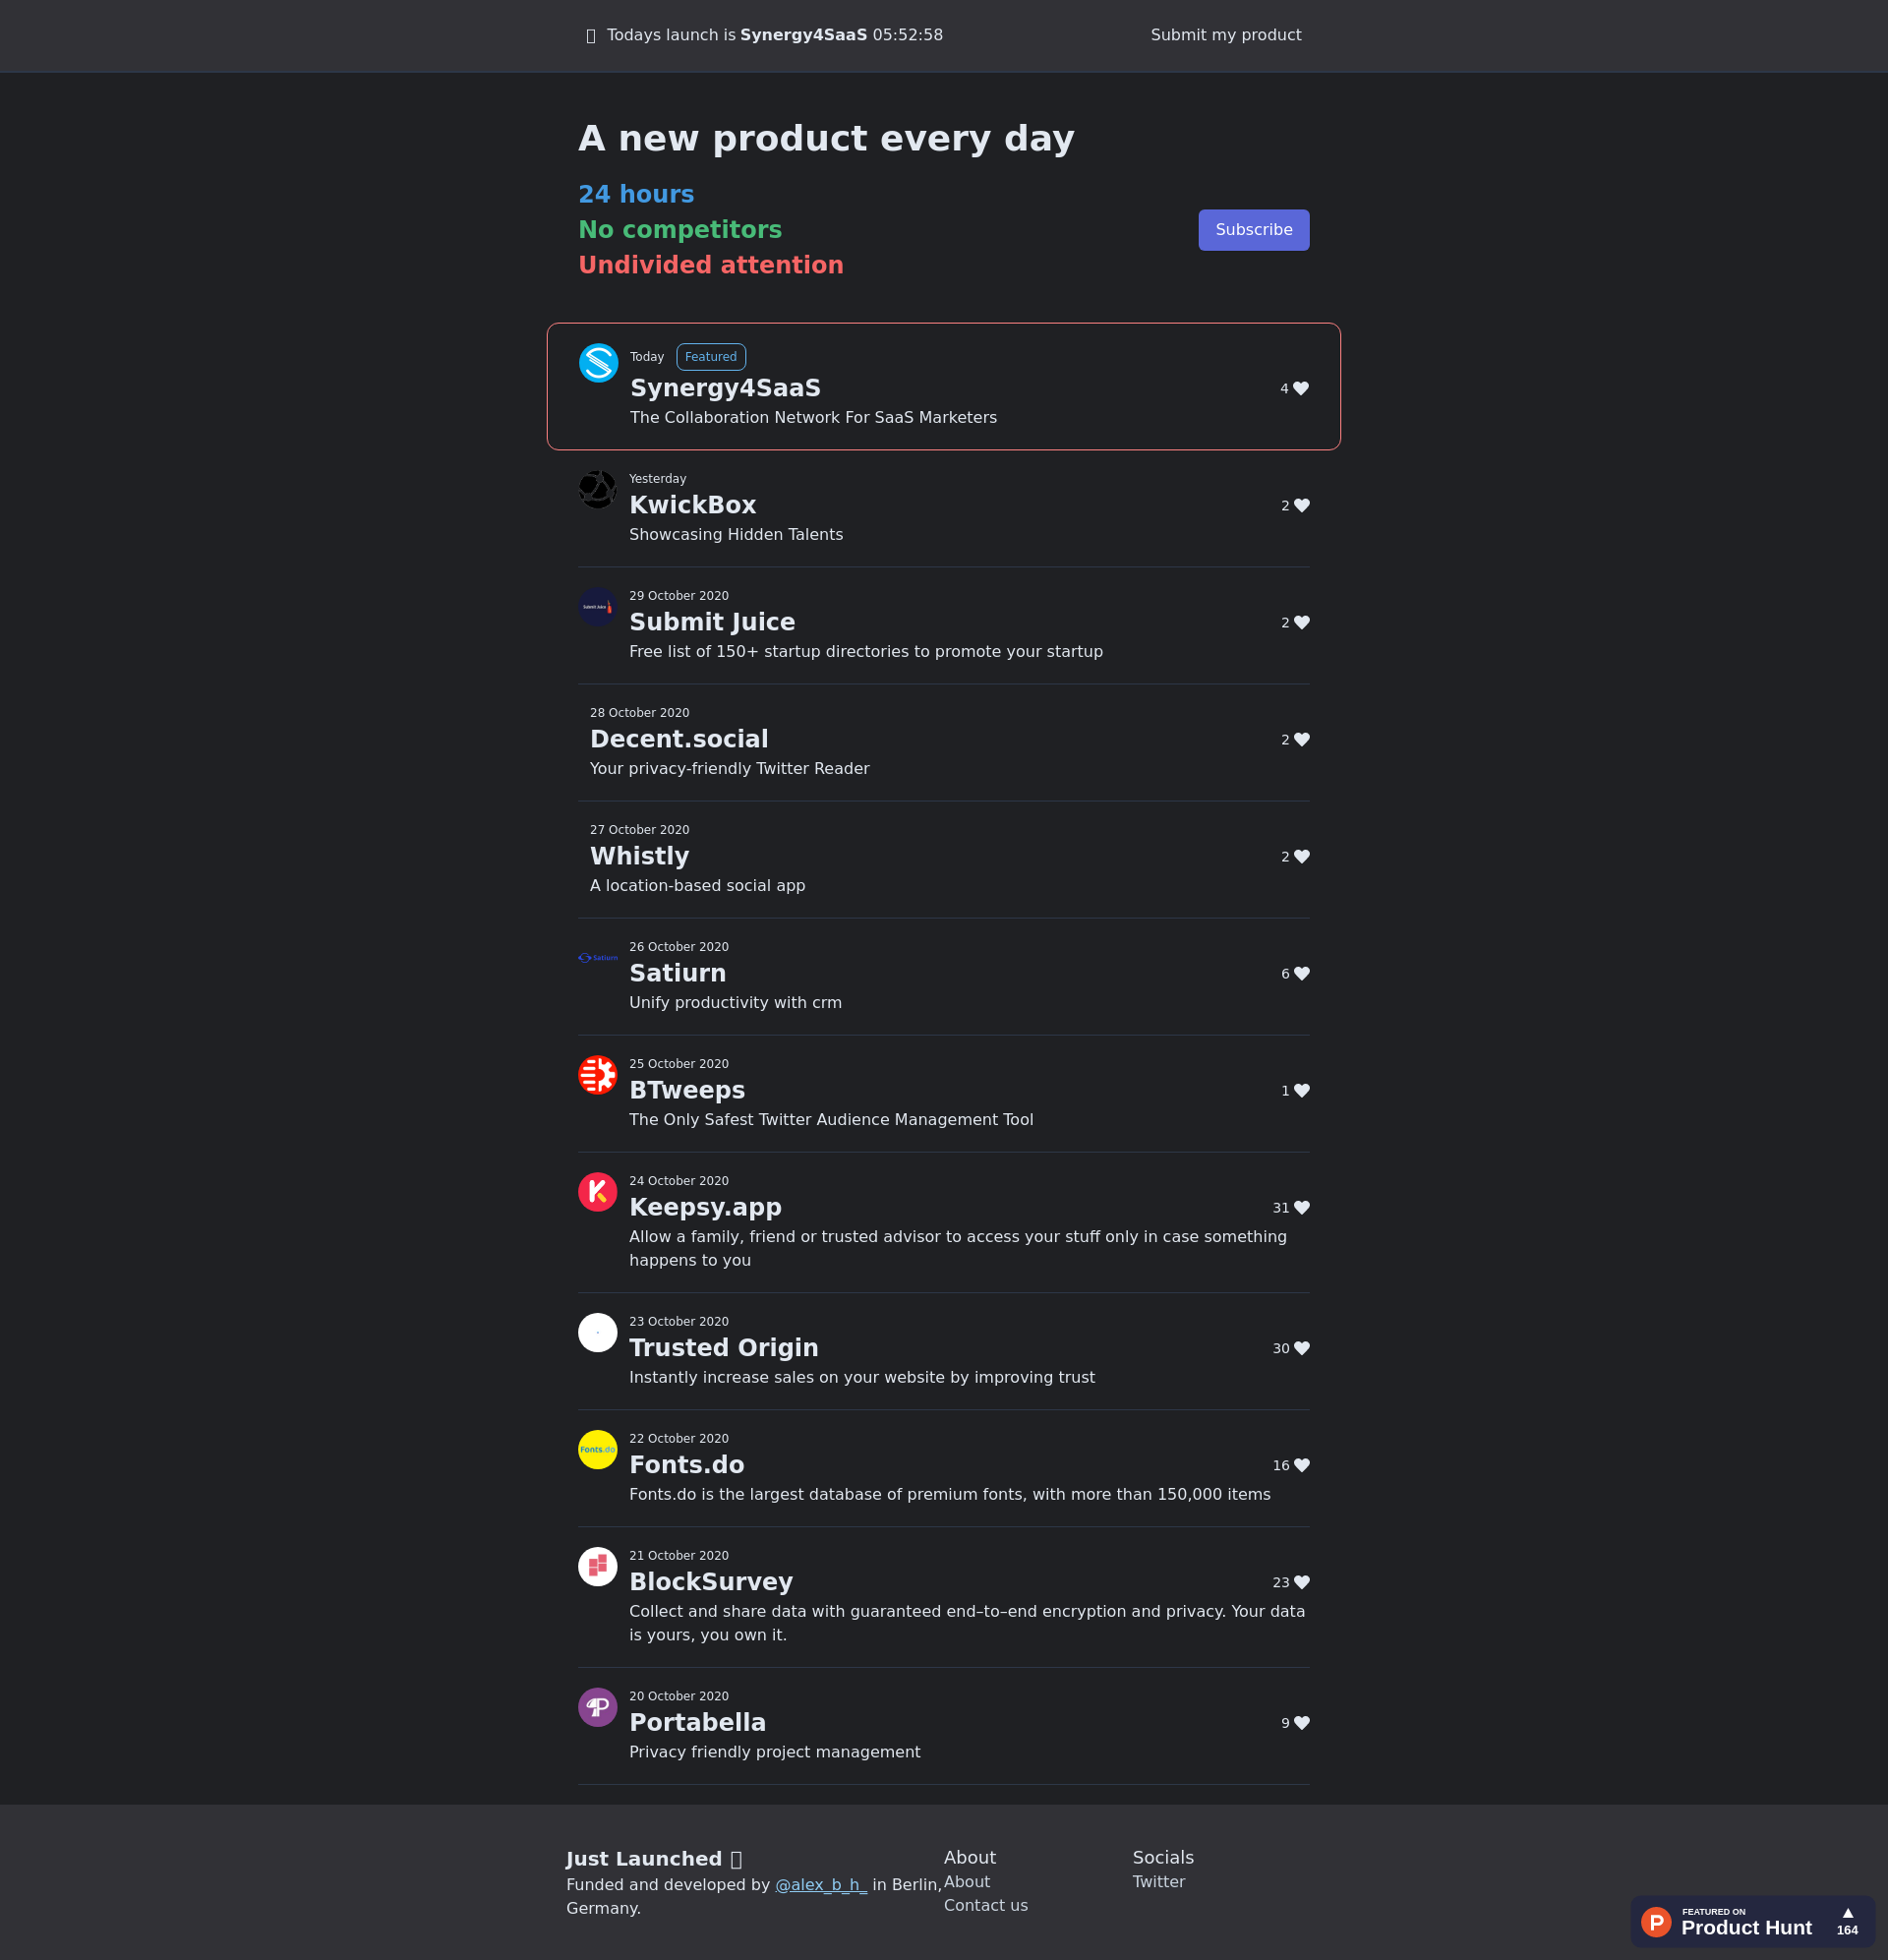 Todays launch is Synergy4SaaS 05:52:58
Submit my product
A new product every day
24 hours
No competitors
Undivided attention
Subscribe
Today
Featured
Synergy4SaaS
4
The Collaboration Network For SaaS Marketers
Yesterday
KwickBox
2
Showcasing Hidden Talents
Submit Juice
29 October 2020
Submit Juice
2
Free list of 150+ startup directories to promote your startup
28 October 2020
Decent.social
2
Your privacy-friendly Twitter Reader
27 October 2020
Whistly
2
A location-based social app
Satiurn
26 October 2020
Satiurn
6
Unify productivity with crm
25 October 2020
BTweeps
1
The Only Safest Twitter Audience Management Tool
24 October 2020
Keepsy.app
31
Allow a family, friend or trusted advisor to access your stuff only in case something
happens to you
23 October 2020
Trusted Origin
30
Instantly increase sales on your website by improving trust
Fonts.do
22 October 2020
Fonts.do
16
Fonts.do is the largest database of premium fonts, with more than 150,000 items
21 October 2020
BlockSurvey
23
Collect and share data with guaranteed end–to–end encryption and privacy. Your data
is yours, you own it.
20 October 2020
Portabella
9
Privacy friendly project management
Just Launched
Funded and developed by @alex_b_h_ in Berlin,
Germany.
About
About
Contact us
Socials
Twitter
P
FEATURED ON
Product Hunt
164